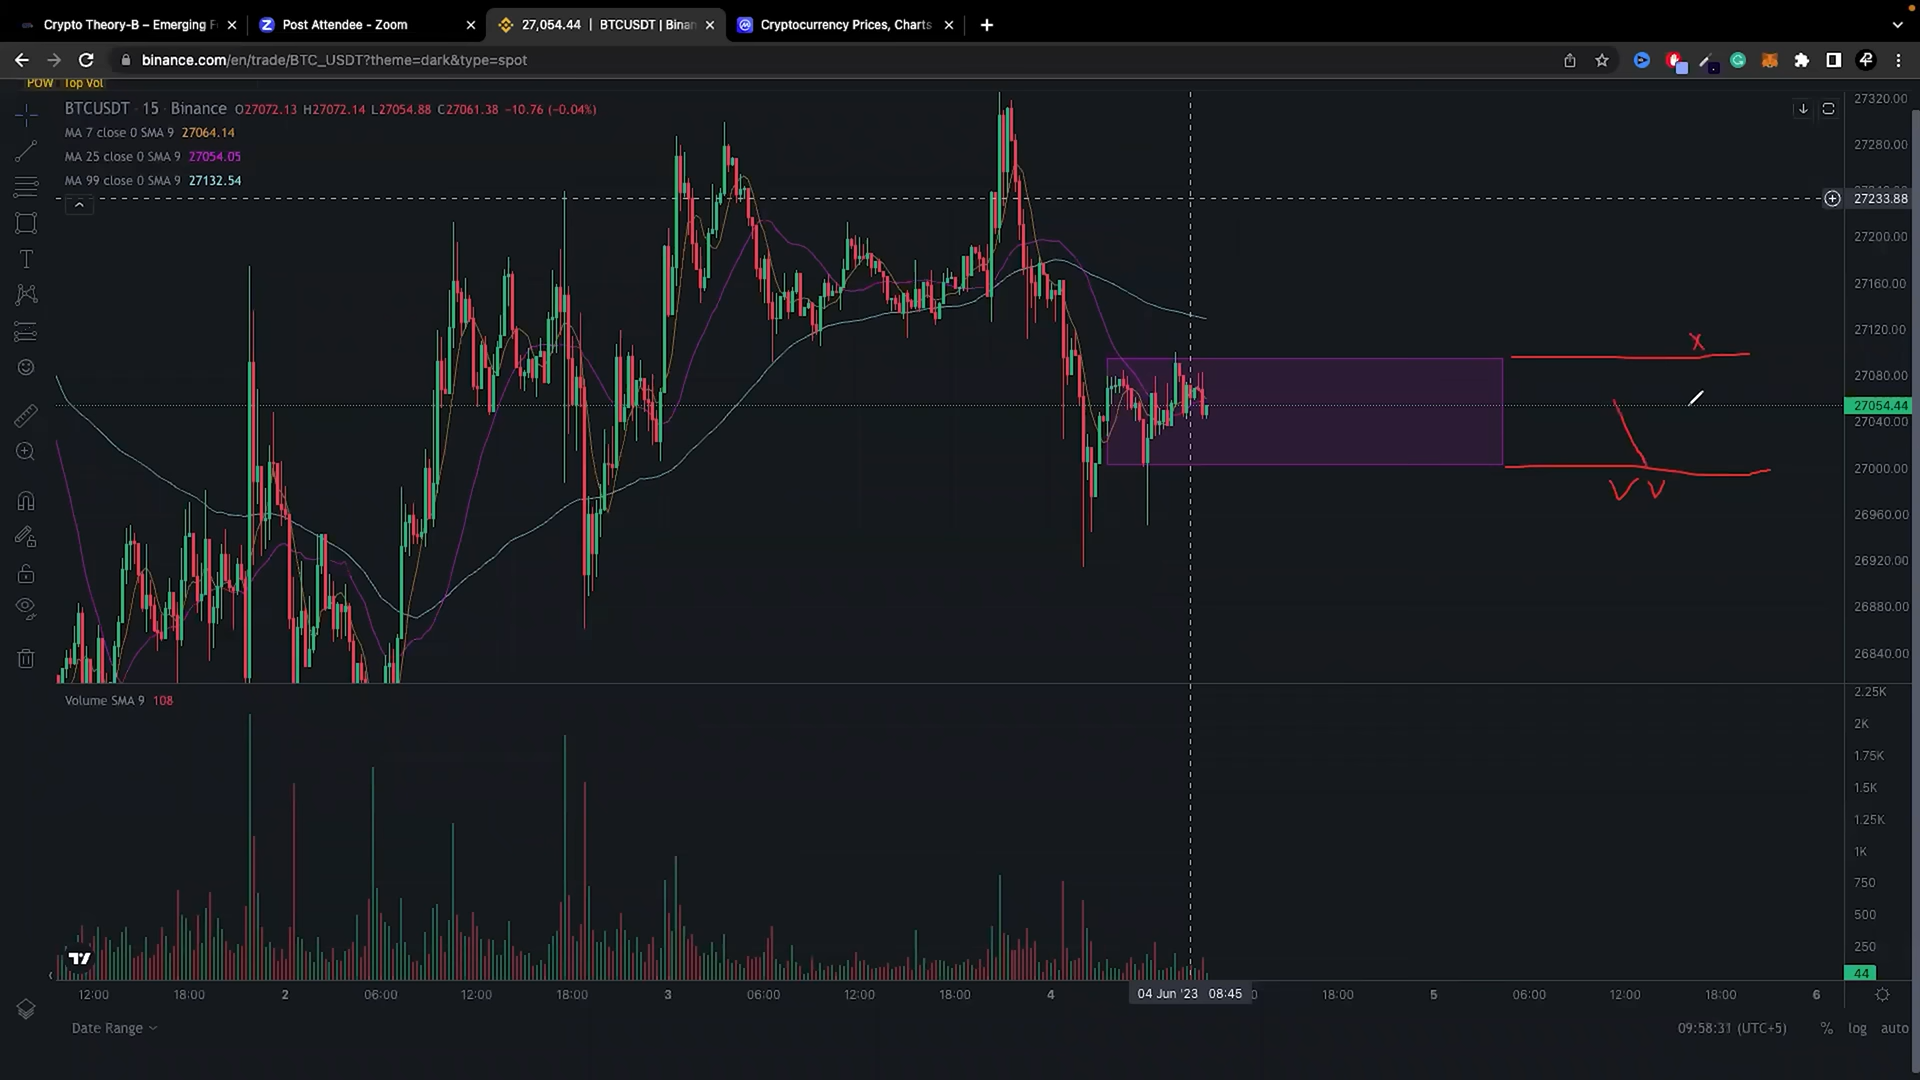 Crypto Theory-B – Emerging F
Post Attendee - Zoom
27,054.44 | BTCUSDT | Binan
Cryptocurrency Prices, Charts
binance.com/en/trade/BTC_USDT?theme=dark&type=spot
POW Top Vol
BTCUSDT · 15 · Binance O27072.13 H27072.14 L27054.88 C27061.38 −10.76 (−0.04%)
MA 7 close 0 SMA 9 27064.14
MA 25 close 0 SMA 9 27054.05
MA 99 close 0 SMA 9 27132.54
27320.00
27280.00
27233.88
27200.00
27160.00
27120.00
X
27080.00
27054.44
27040.00
27000.00
V V
26960.00
26920.00
26880.00
26840.00
Volume SMA 9 108
2.25K
2K
1.75K
1.5K
1.25K
1K
750
500
250
44
12:00 18:00 2 06:00 12:00 18:00 3 06:00 12:00 18:00 4 04 Jun '23 08:45 18:00 5 06:00 12:00 18:00 6
Date Range
09:58:31 (UTC+5) % log auto